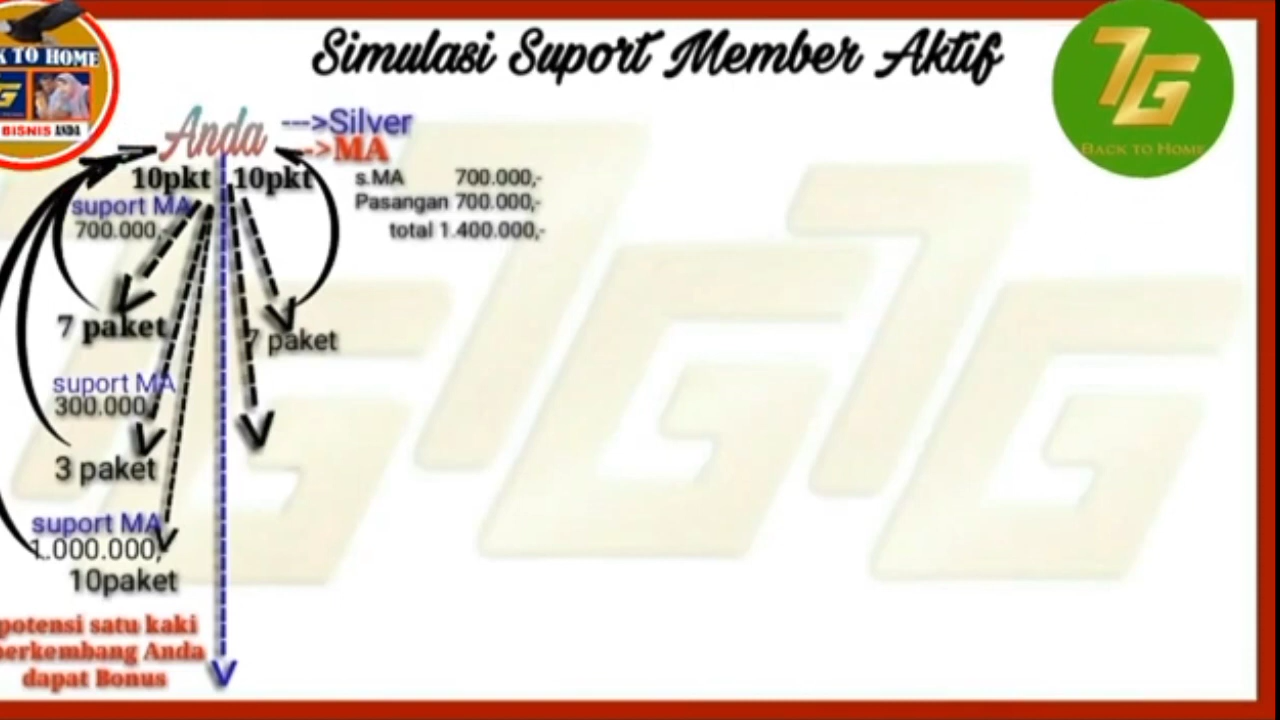 Simulasi Suport Member Aktif
K TO HOME
BISNIS ANDA
7G
BACK TO HOME
Anda --->Silver
->MA
10pkt 10pkt
s.MA 700.000,-
Pasangan 700.000,-
total 1.400.000,-
suport MA
700.000,-
7 paket
7 paket
suport MA
300.000
3 paket
suport MA
1.000.000,-
10paket
potensi satu kaki
berkembang Anda
dapat Bonus